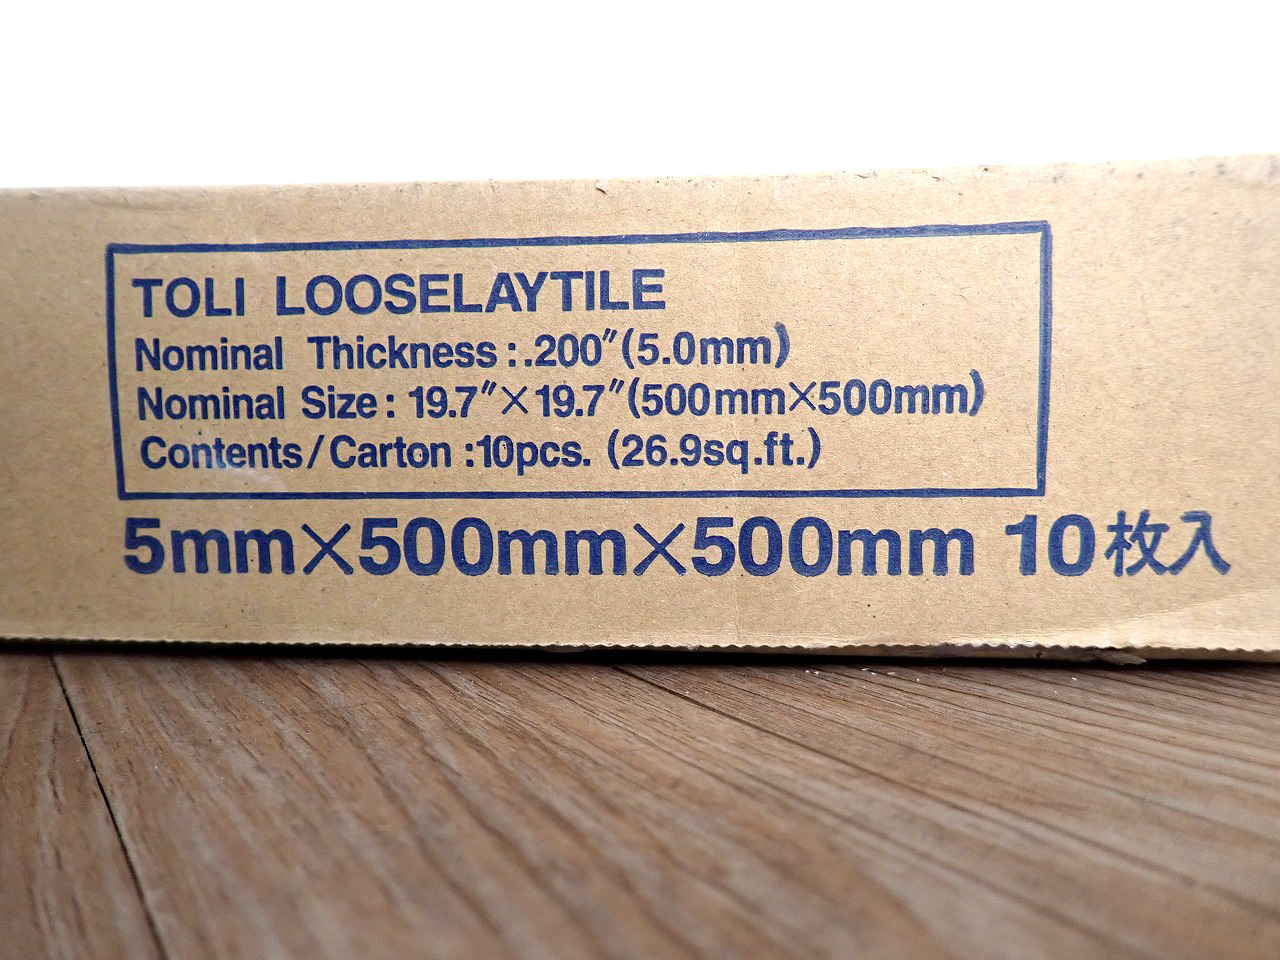 TOLI LOOSELAYTILE
Nominal Thickness:.200″(5.0mm)
Nominal Size: 19.7″×19.7″(500mm×500mm)
Contents/Carton :10pcs. (26.9sq.ft.)
5mm×500mm×500mm 10枚入